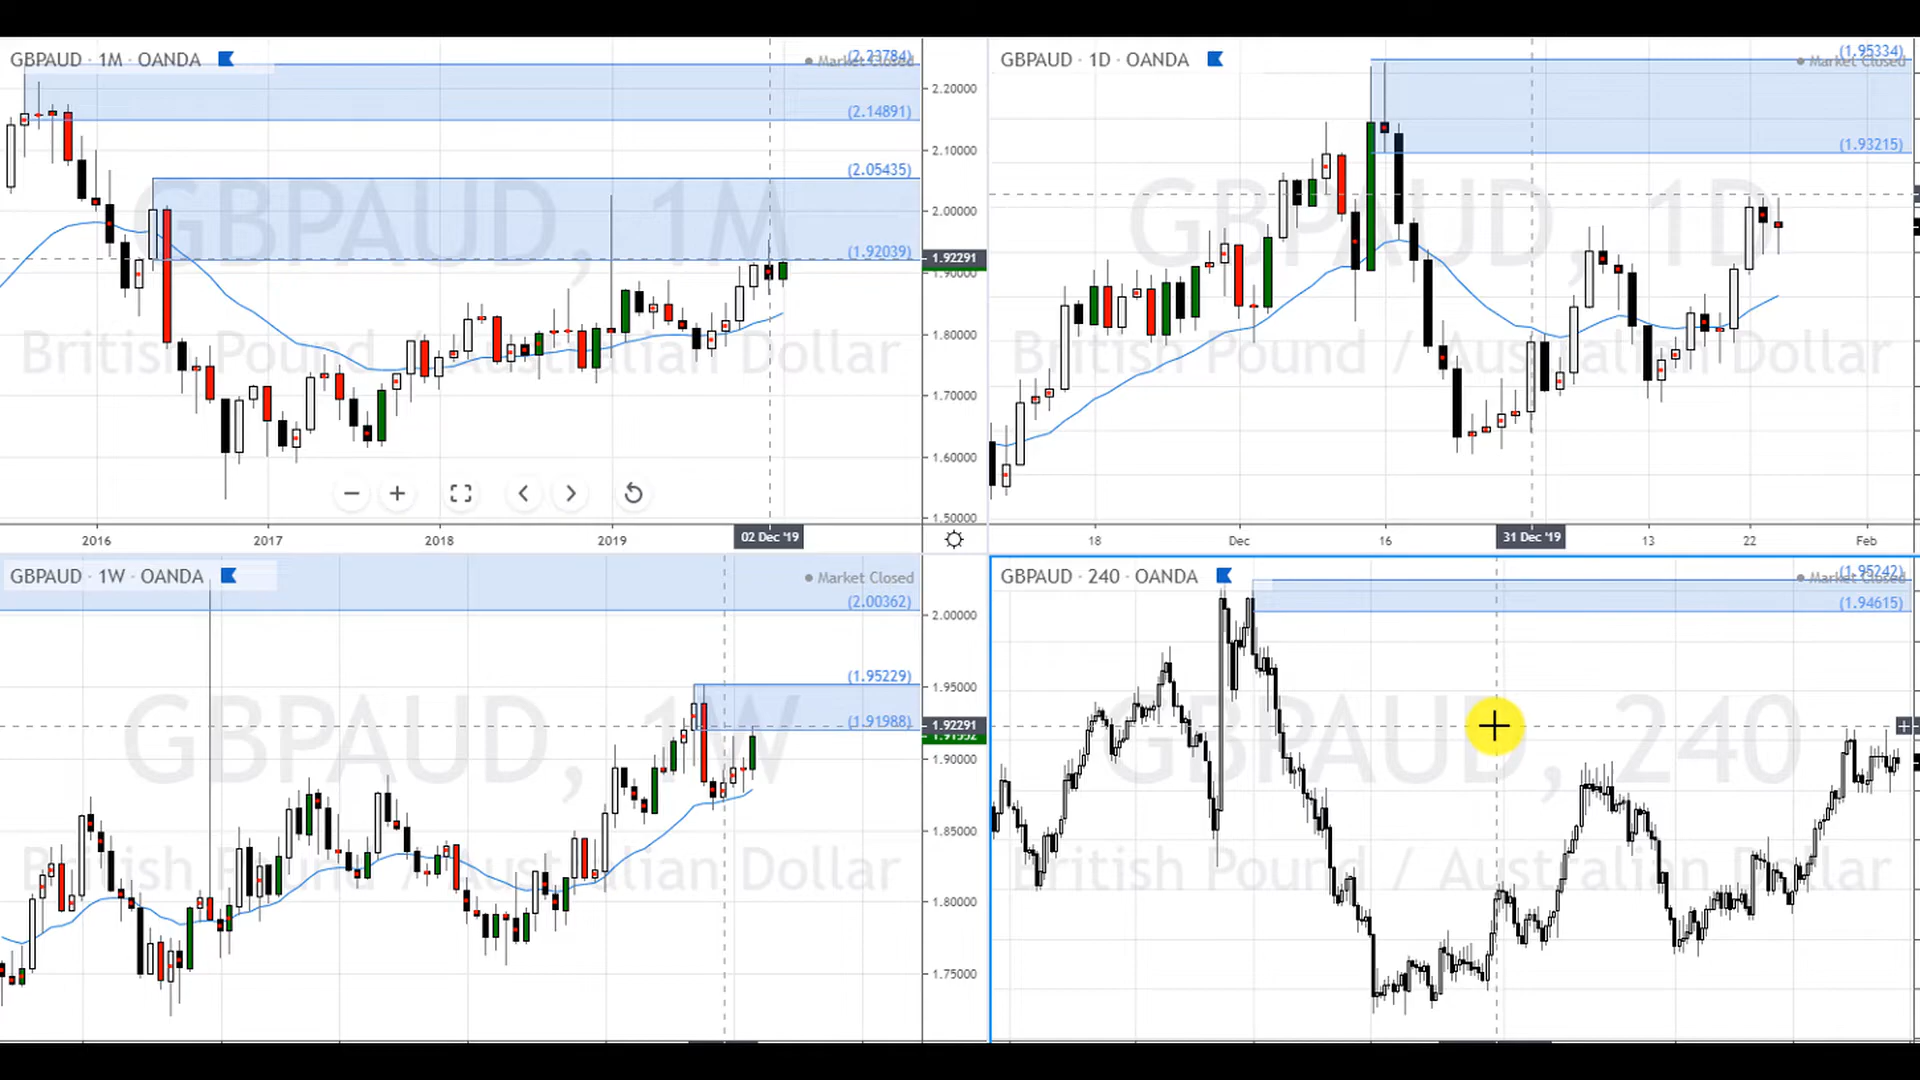 GBPAUD · 1M · OANDA
Market Closed
(2.23784)
(2.14891)
(2.05435)
(1.92039)
GBPAUD, 1M
British Pound / Australian Dollar
2.20000
2.10000
2.00000
1.92291
1.90000
1.80000
1.70000
1.60000
1.50000
2016
2017
2018
2019
02 Dec '19
GBPAUD · 1D · OANDA
Market Closed
(1.95334)
(1.93215)
GBPAUD, 1D
British Pound / Australian Dollar
18
Dec
16
31 Dec '19
13
22
Feb
GBPAUD · 1W · OANDA
Market Closed
(2.00362)
(1.95229)
(1.91988)
GBPAUD, 1W
British Pound / Australian Dollar
2.00000
1.95000
1.92291
1.90000
1.85000
1.80000
1.75000
GBPAUD · 240 · OANDA
Market Closed
(1.95242)
(1.94615)
GBPAUD, 240
British Pound / Australian Dollar